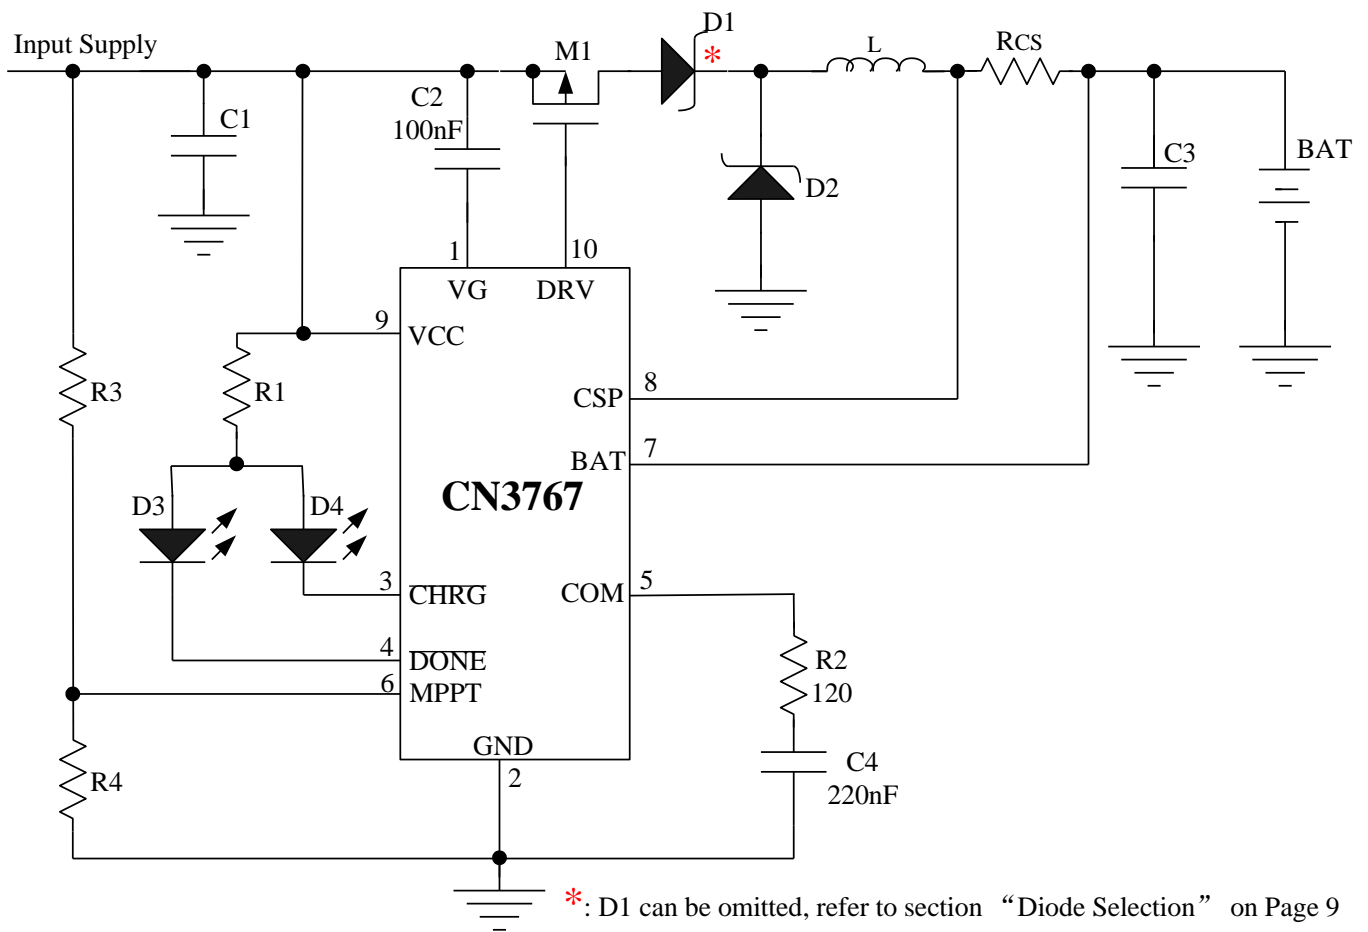 Input Supply
M1
D1
*
L
RCS
C1
C2
100nF
D2
C3
BAT
1
10
VG
DRV
9
VCC
R3
R1
8
CSP
7
BAT
CN3767
D3
D4
3
CHRG
5
COM
4
DONE
6
MPPT
R2
120
GND
2
R4
C4
220nF
*: D1 can be omitted, refer to section “Diode Selection” on Page 9